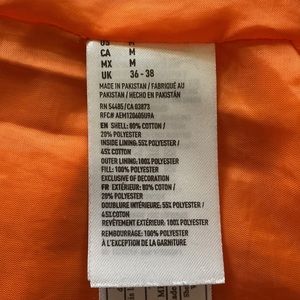 US M
CA M
MX M
UK 36 - 38
MADE IN PAKISTAN / FABRIQUÉ AU
PAKISTAN / HECHO EN PAKISTÁN
RN 54485/CA 03873
RFC# AEM120605U9A
EN SHELL: 80% COTTON /
20% POLYESTER
INSIDE LINING: 55% POLYESTER /
45% COTTON
OUTER LINING: 100% POLYESTER
FILL: 100% POLYESTER
EXCLUSIVE OF DECORATION
FR EXTÉRIEUR: 80% COTON /
20% POLYESTER
DOUBLURE INTÉRIEURE: 55% POLYESTER /
45% COTON
REVÊTEMENT EXTÉRIEUR: 100% POLYESTER
REMBOURRAGE: 100% POLYESTER
À L'EXCEPTION DE LA GARNITURE